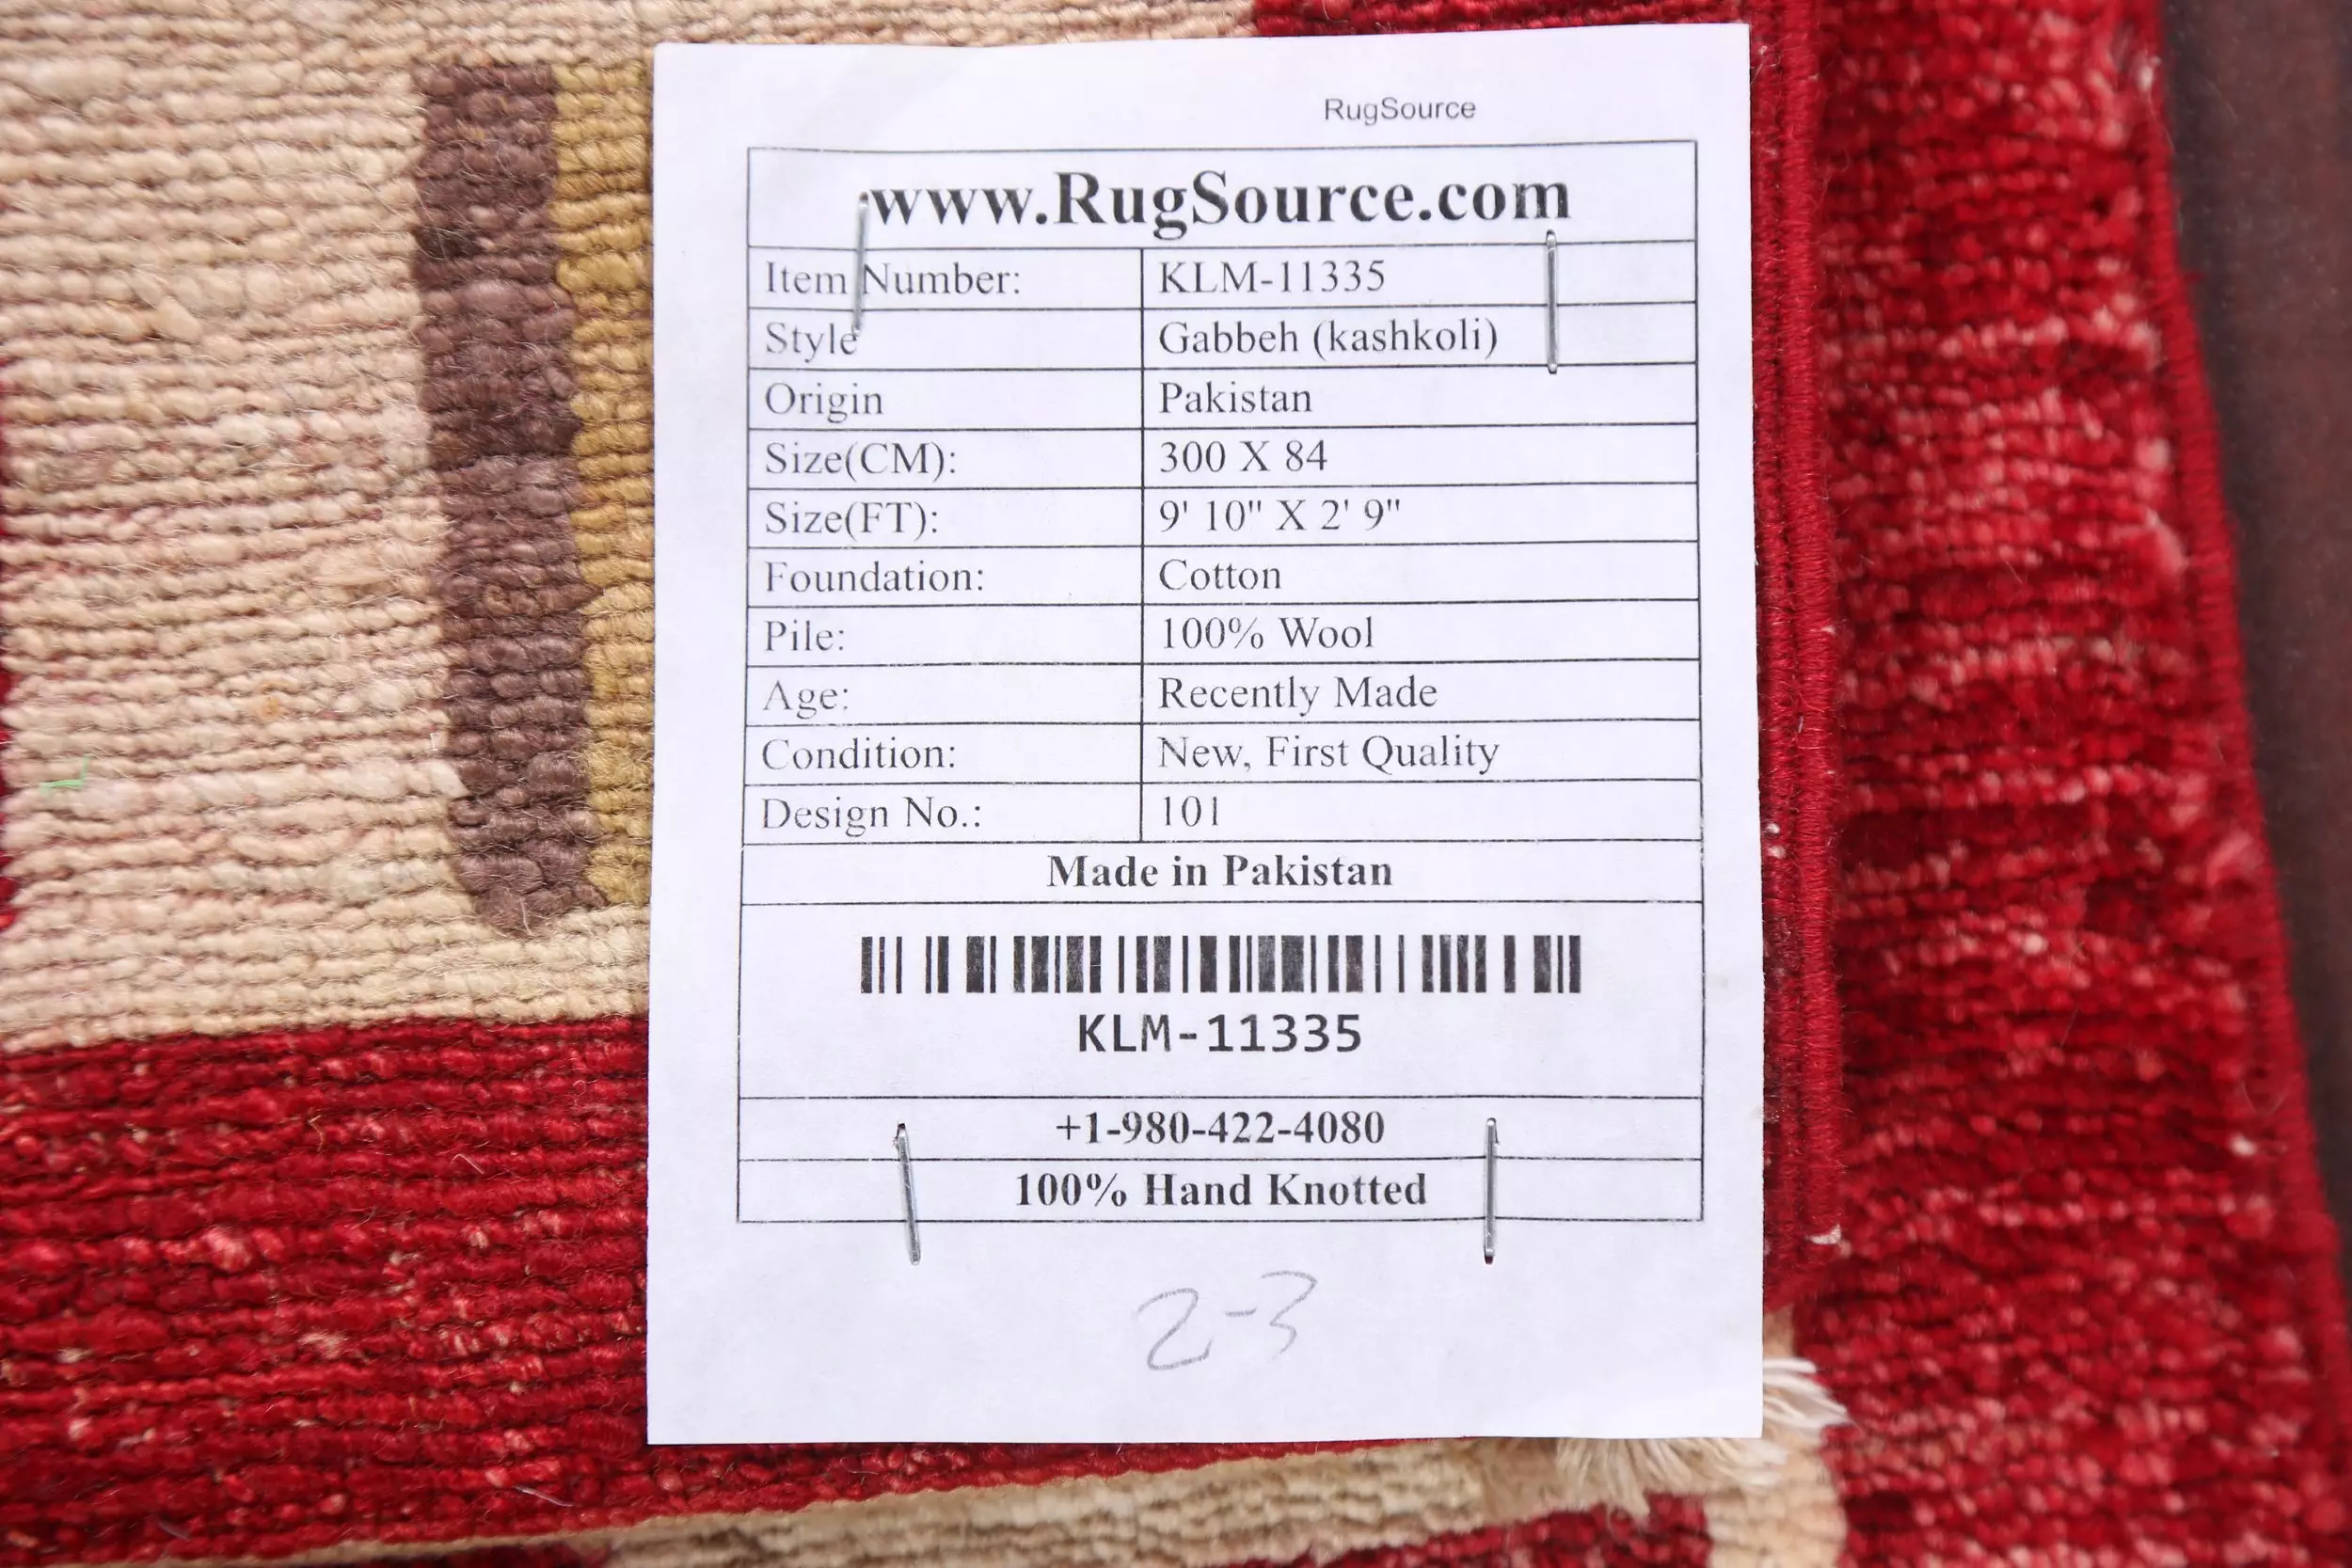 RugSource
www.RugSource.com
Item Number: KLM-11335
Style Gabbeh (kashkoli)
Origin Pakistan
Size(CM): 300 X 84
Size(FT): 9' 10" X 2' 9"
Foundation: Cotton
Pile: 100% Wool
Age: Recently Made
Condition: New, First Quality
Design No.: 101
Made in Pakistan
KLM-11335
+1-980-422-4080
100% Hand Knotted
2-3